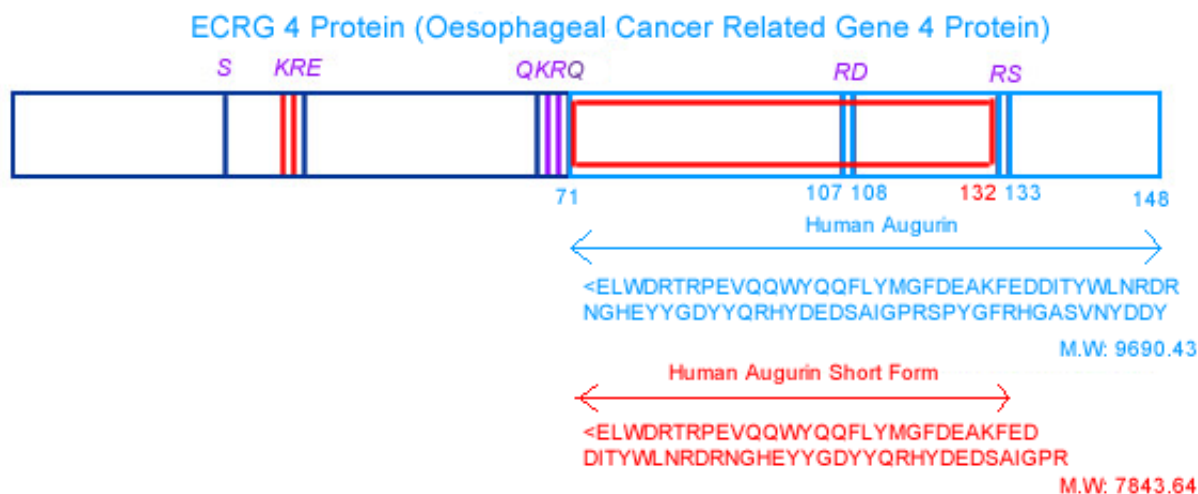 ECRG 4 Protein (Oesophageal Cancer Related Gene 4 Protein)
S KRE QKRQ RD RS
71 107 108 132 133 148
Human Augurin
<ELWDRTRPEVQQWYQQFLYMGFDEAKFEDDITYWLNRDR
NGHEYYGDYYQRHYDEDSAIGPRSPYGFRHGASVNYDDY
M.W: 9690.43
Human Augurin Short Form
<ELWDRTRPEVQQWYQQFLYMGFDEAKFED
DITYWLNRDRNGHEYYGDYYQRHYDEDSAIGPR
M.W: 7843.64